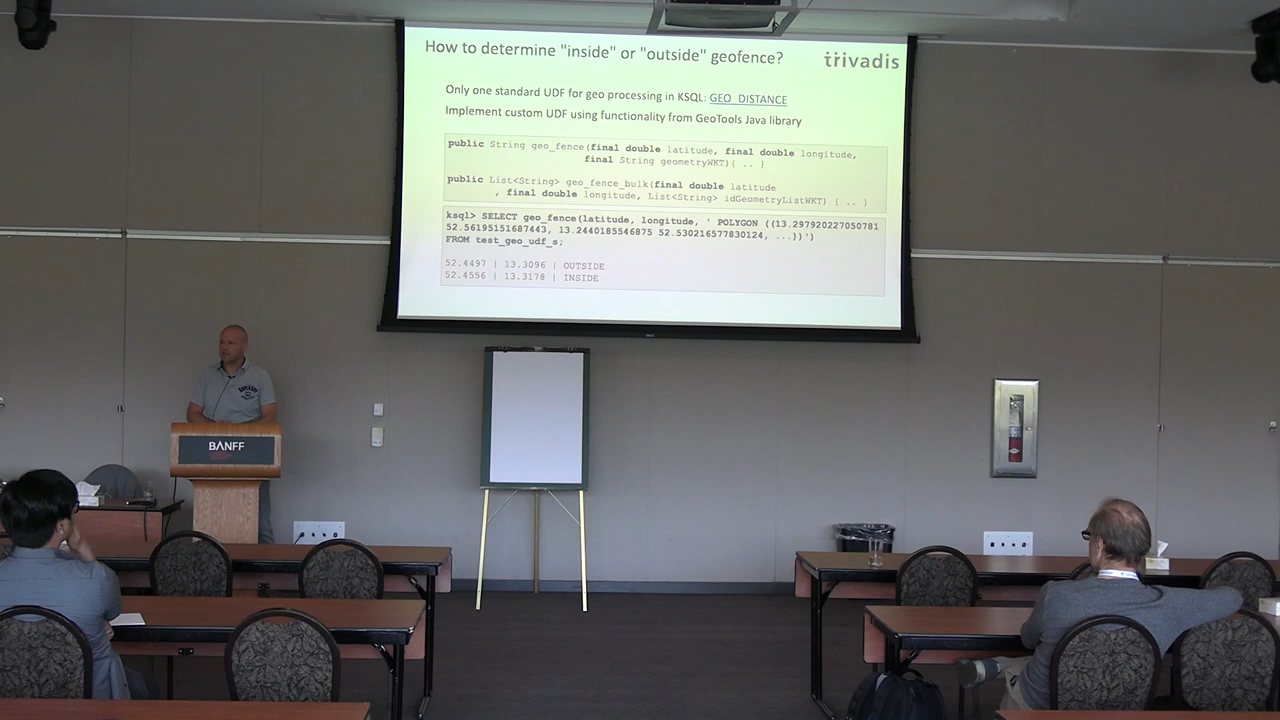 How to determine "inside" or "outside" geofence?
trivadis
Only one standard UDF for geo processing in KSQL: GEO_DISTANCE
Implement custom UDF using functionality from GeoTools Java library
public String geo_fence(final double latitude, final double longitude,
final String geometryWKT){ .. }
public List<String> geo_fence_bulk(final double latitude
, final double longitude, List<String> idGeometryListWKT) { .. }
ksql> SELECT geo_fence(latitude, longitude, ' POLYGON ((13.297920227050781
52.56195151687443, 13.2440185546875 52.530216577830124, ...))')
FROM test_geo_udf_s;
52.4497 | 13.3096 | OUTSIDE
52.4556 | 13.3178 | INSIDE
BANFF